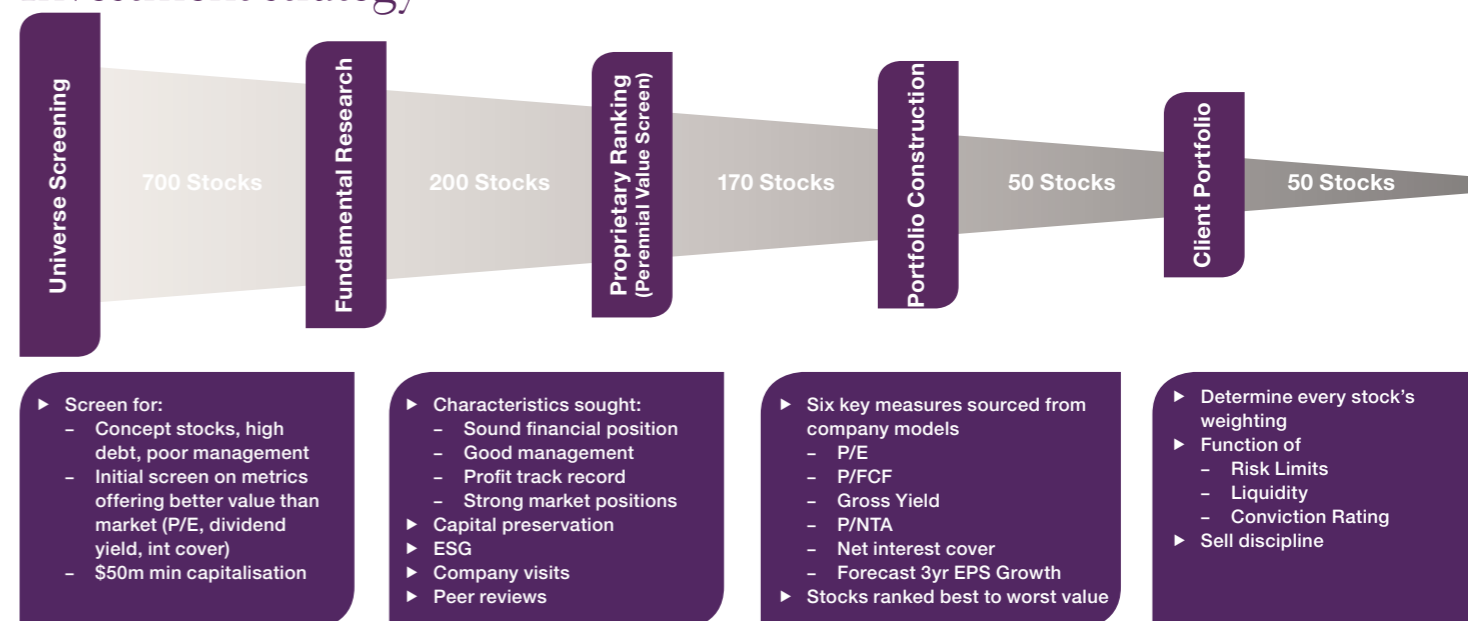 Investment strategy
Universe Screening
700 Stocks
Fundamental Research
200 Stocks
Proprietary Ranking
(Perennial Value Screen)
170 Stocks
Portfolio Construction
50 Stocks
Client Portfolio
50 Stocks
▶ Screen for:
– Concept stocks, high
debt, poor management
– Initial screen on metrics
offering better value than
market (P/E, dividend
yield, int cover)
– $50m min capitalisation
▶ Characteristics sought:
– Sound financial position
– Good management
– Profit track record
– Strong market positions
▶ Capital preservation
▶ ESG
▶ Company visits
▶ Peer reviews
▶ Six key measures sourced from
company models
– P/E
– P/FCF
– Gross Yield
– P/NTA
– Net interest cover
– Forecast 3yr EPS Growth
▶ Stocks ranked best to worst value
▶ Determine every stock's
weighting
▶ Function of
– Risk Limits
– Liquidity
– Conviction Rating
▶ Sell discipline